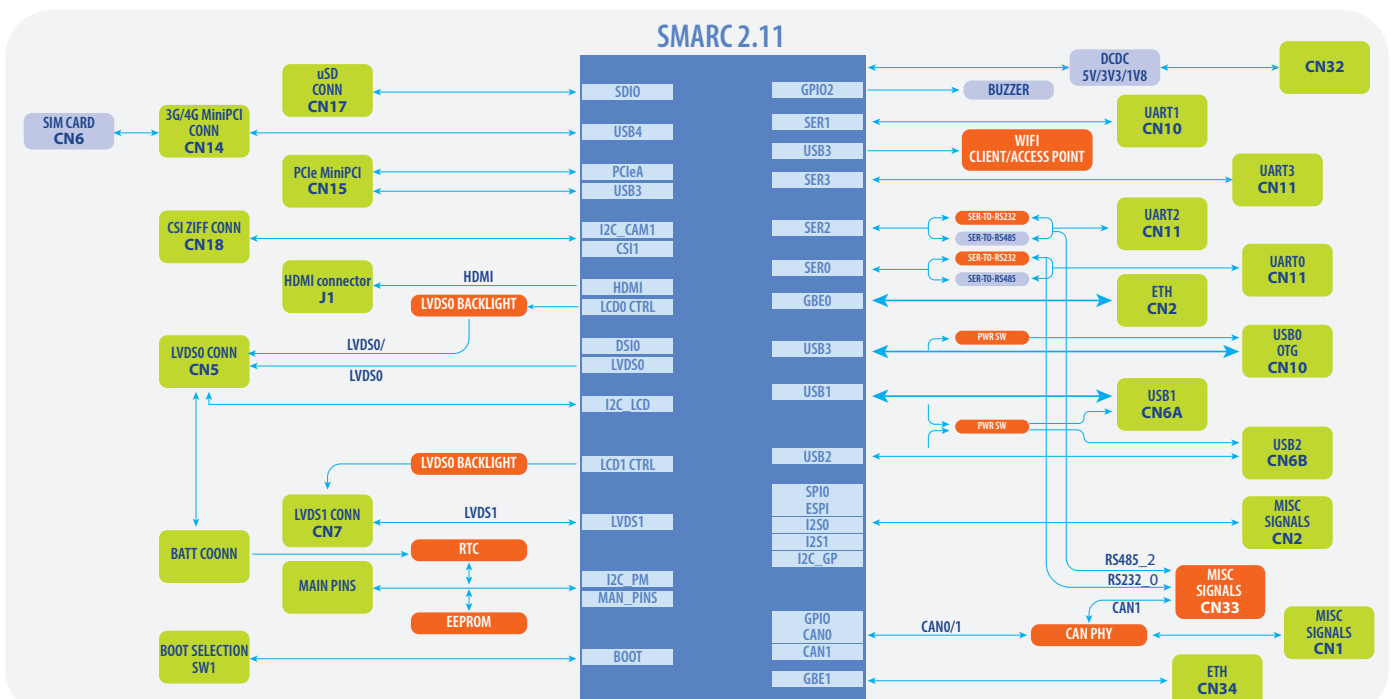 SMARC 2.11
uSD
CONN
CN17
SIM CARD
CN6
3G/4G MiniPCI
CONN
CN14
PCIe MiniPCI
CN15
CSI ZIFF CONN
CN18
HDMI connector
J1
HDMI
LVDS0 BACKLIGHT
LVDS0 CONN
CN5
LVDS0/
LVDS0
LVDS0 BACKLIGHT
LVDS1 CONN
CN7
LVDS1
BATT COONN
RTC
MAIN PINS
EEPROM
BOOT SELECTION
SW1
SDIO
USB4
PCIeA
USB3
I2C_CAM1
CSI1
HDMI
LCD0 CTRL
DSI0
LVDS0
I2C_LCD
LCD1 CTRL
LVDS1
I2C_PM
MAN_PINS
BOOT
GPIO2
SER1
USB3
SER3
SER2
SER0
GBE0
USB3
USB1
USB2
SPI0
ESPI
I2S0
I2S1
I2C_GP
GPIO
CAN0
CAN1
GBE1
DCDC
5V/3V3/1V8
CN32
BUZZER
UART1
CN10
WIFI
CLIENT/ACCESS POINT
UART3
CN11
SER-TO-RS232
SER-TO-RS485
UART2
CN11
SER-TO-RS232
SER-TO-RS485
UART0
CN11
ETH
CN2
PWR SW
USB0
OTG
CN10
USB1
CN6A
PWR SW
USB2
CN6B
MISC
SIGNALS
CN2
RS485_2
RS232_0
MISC
SIGNALS
CN33
CAN1
CAN0/1
CAN PHY
MISC
SIGNALS
CN1
ETH
CN34